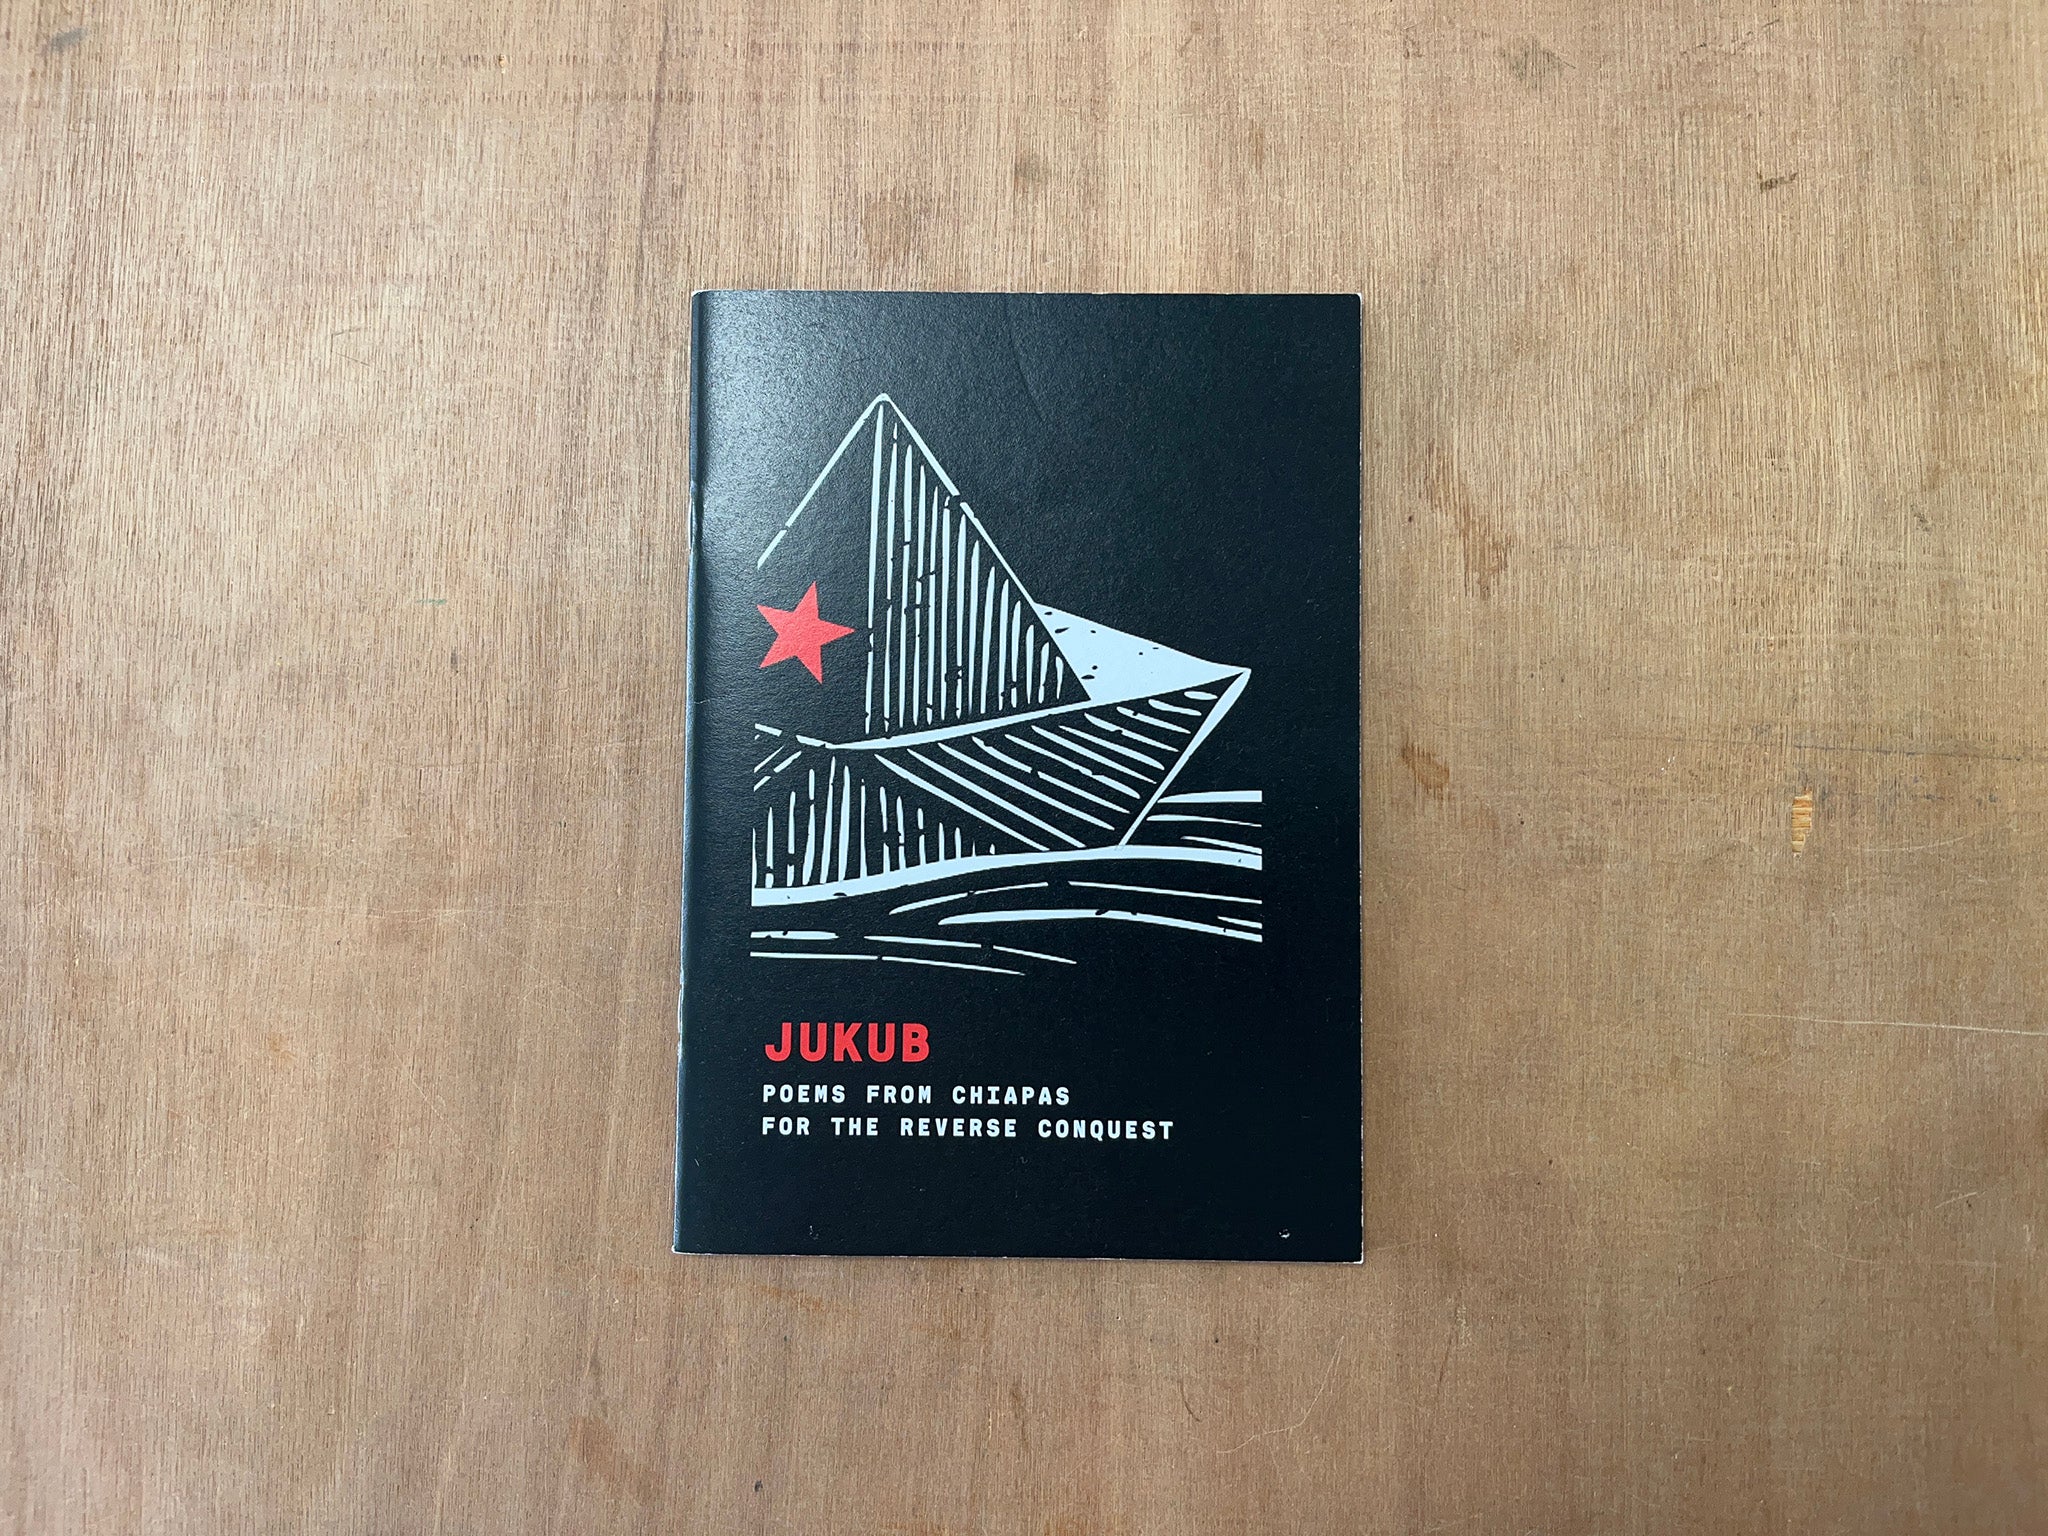 JUKUB
POEMS FROM CHIAPAS
FOR THE REVERSE CONQUEST